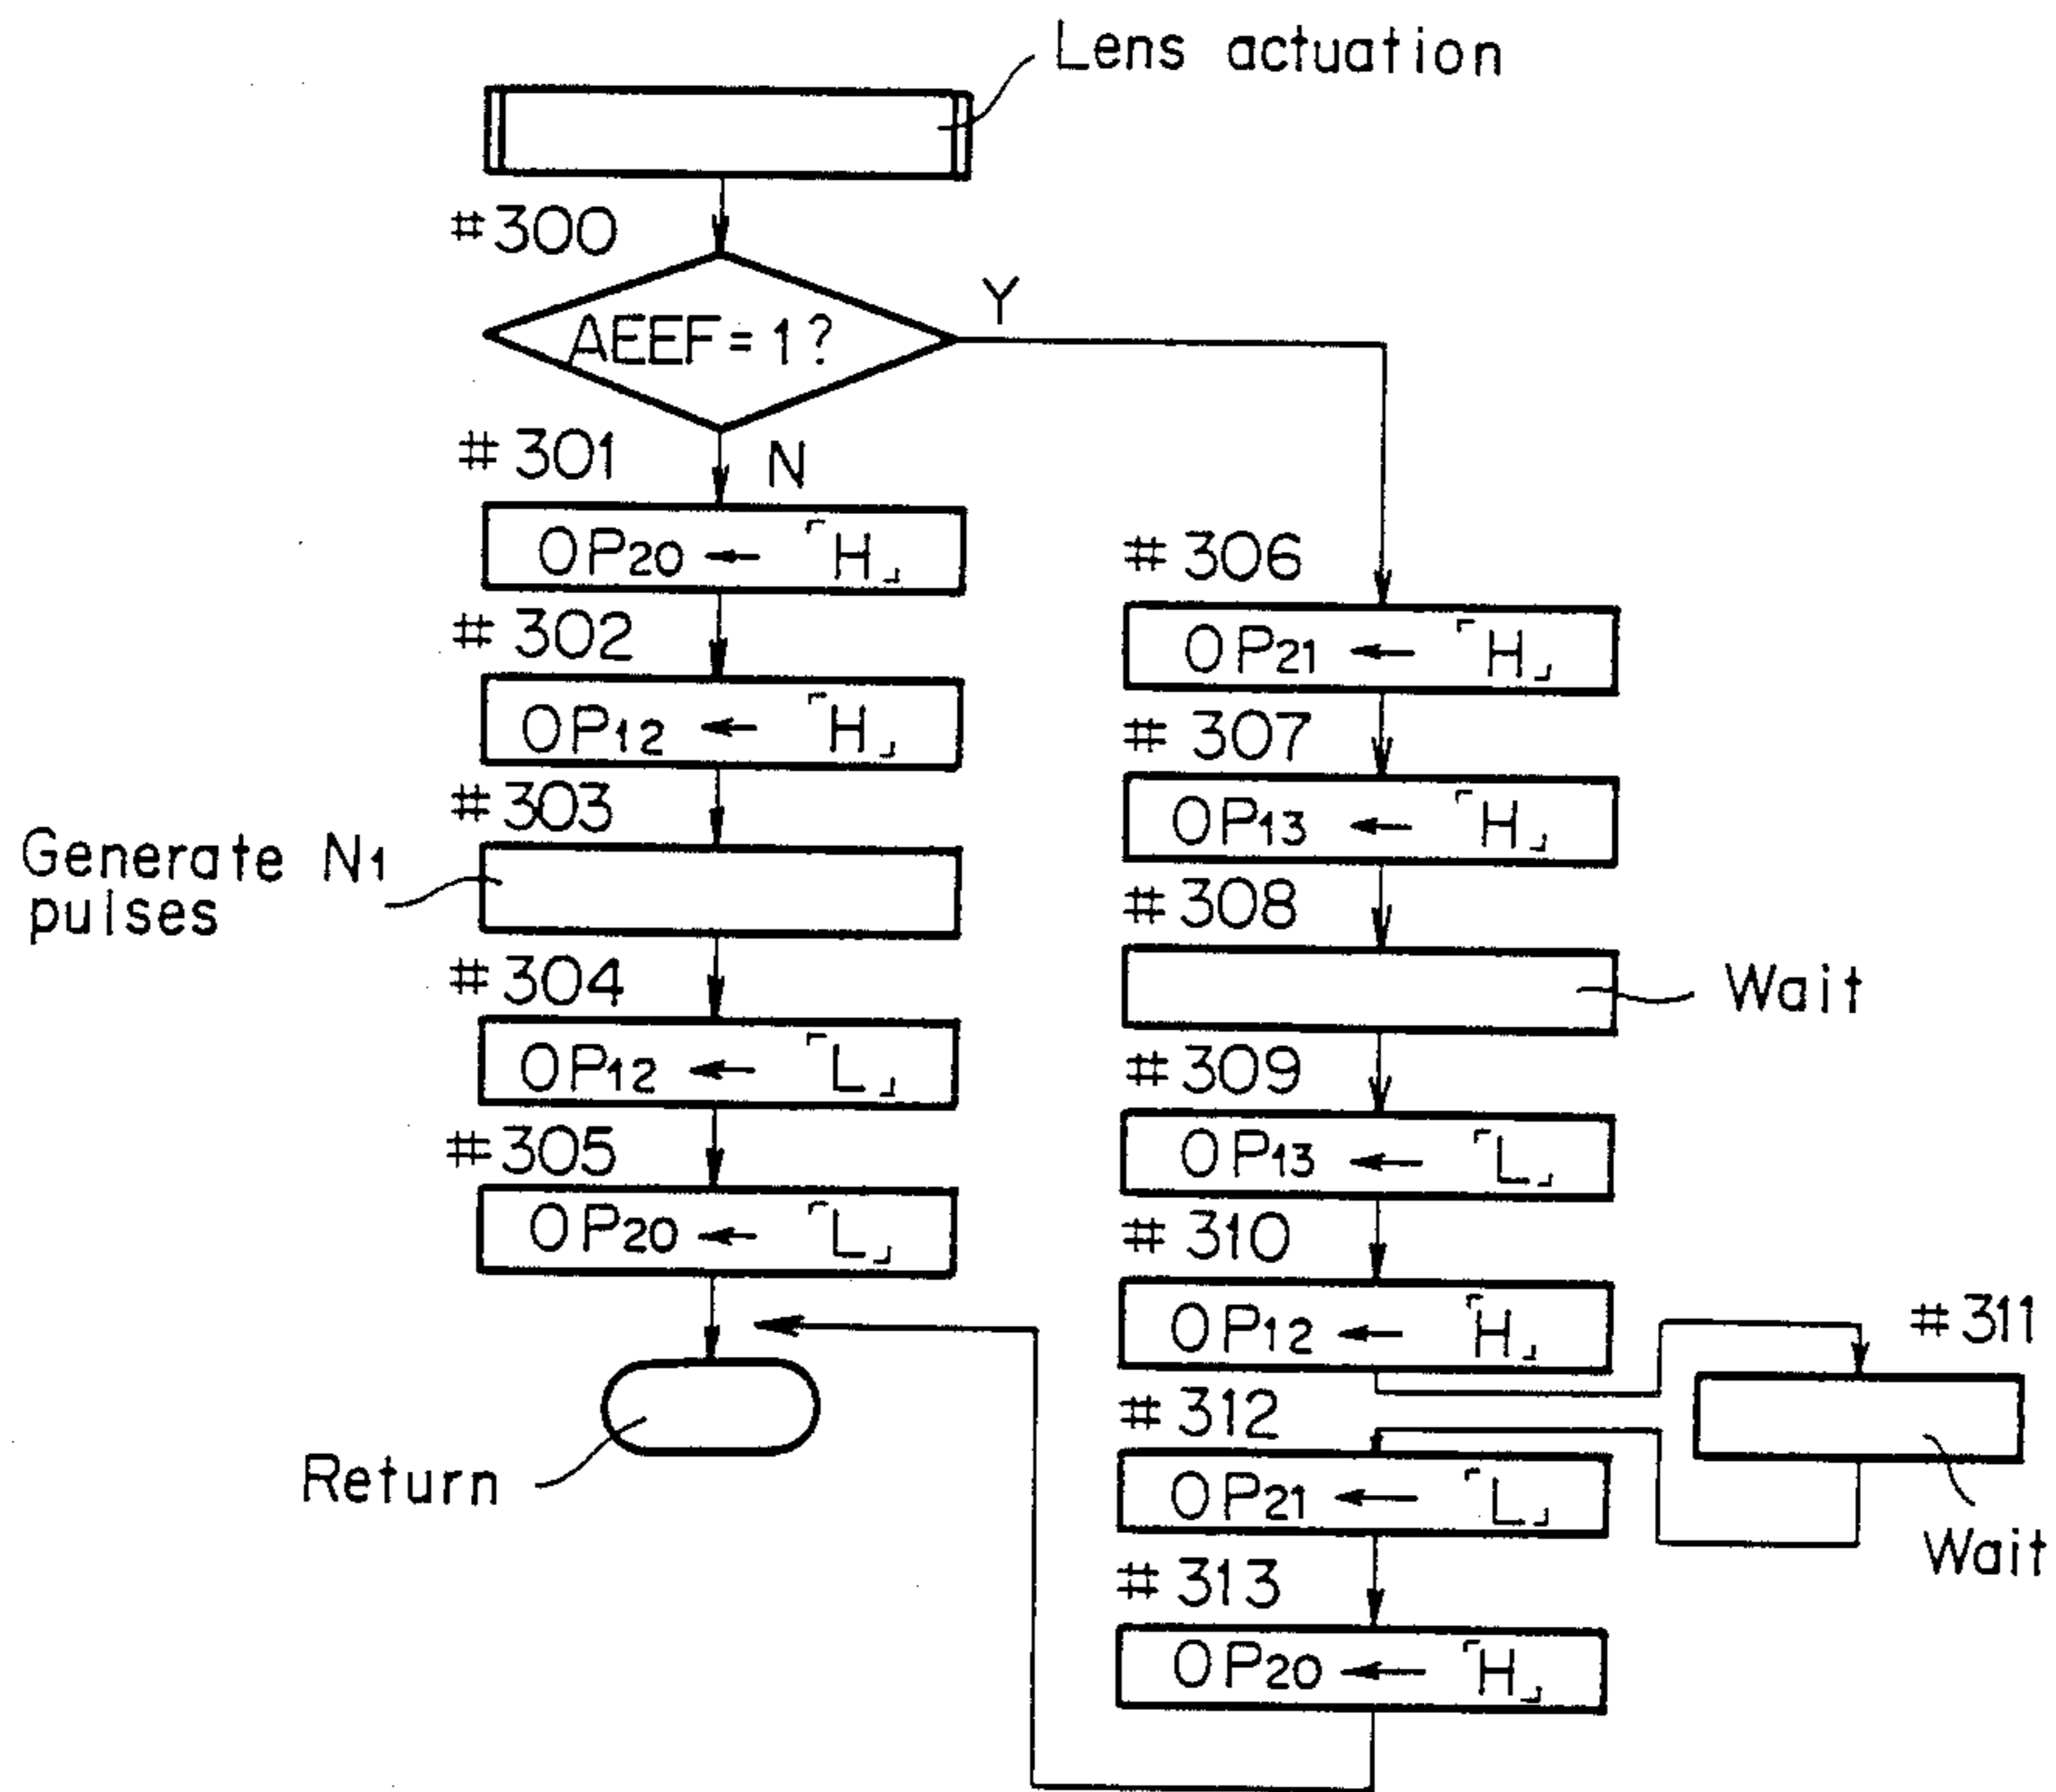 Lens actuation
#300
AEEF=1?
Y
N
#301
OP20 ← 「H」
#302
OP12 ← 「H」
#303
Generate N1
pulses
#304
OP12 ← 「L」
#305
OP20 ← 「L」
Return
#306
OP21 ← 「H」
#307
OP13 ← 「H」
#308
Wait
#309
OP13 ← 「L」
#310
OP12 ← 「H」
#311
Wait
#312
OP21 ← 「L」
#313
OP20 ← 「H」